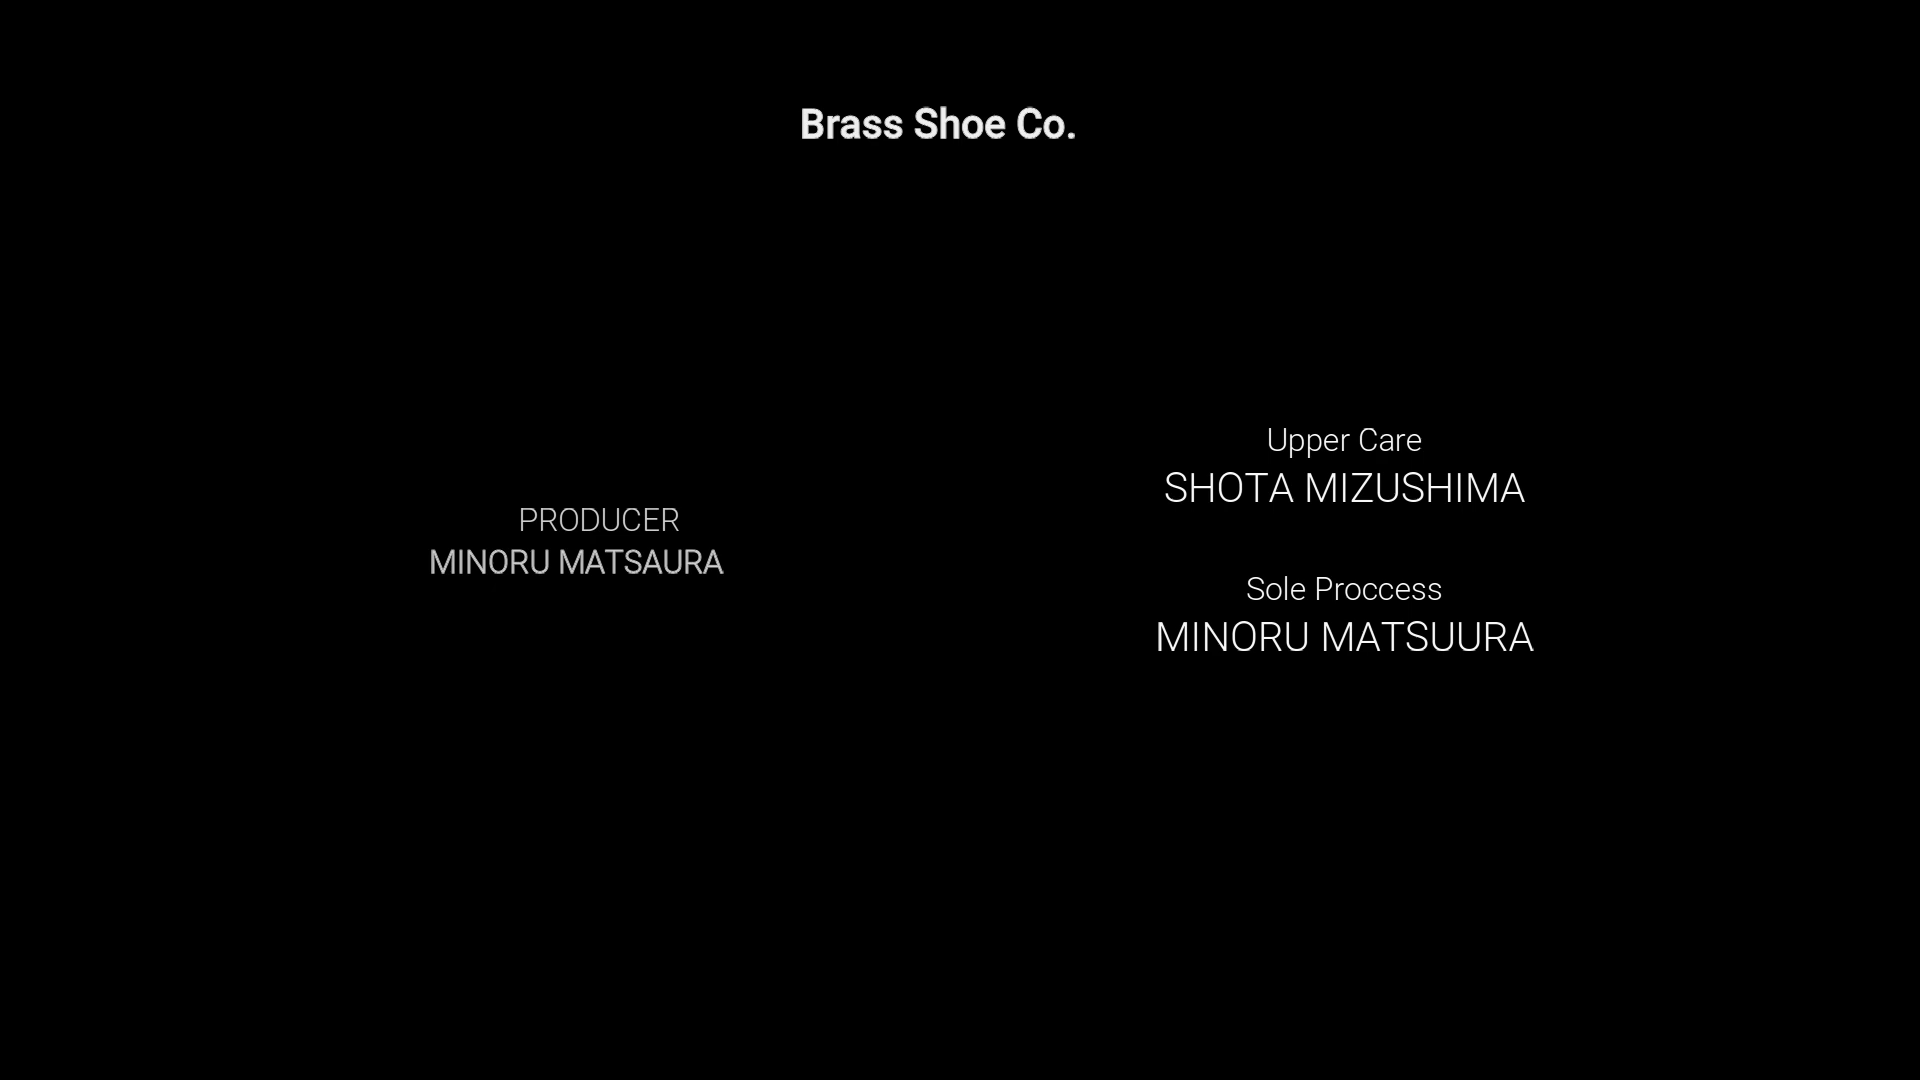 Brass Shoe Co.
PRODUCER
MINORU MATSAURA
Upper Care
SHOTA MIZUSHIMA
Sole Proccess
MINORU MATSUURA